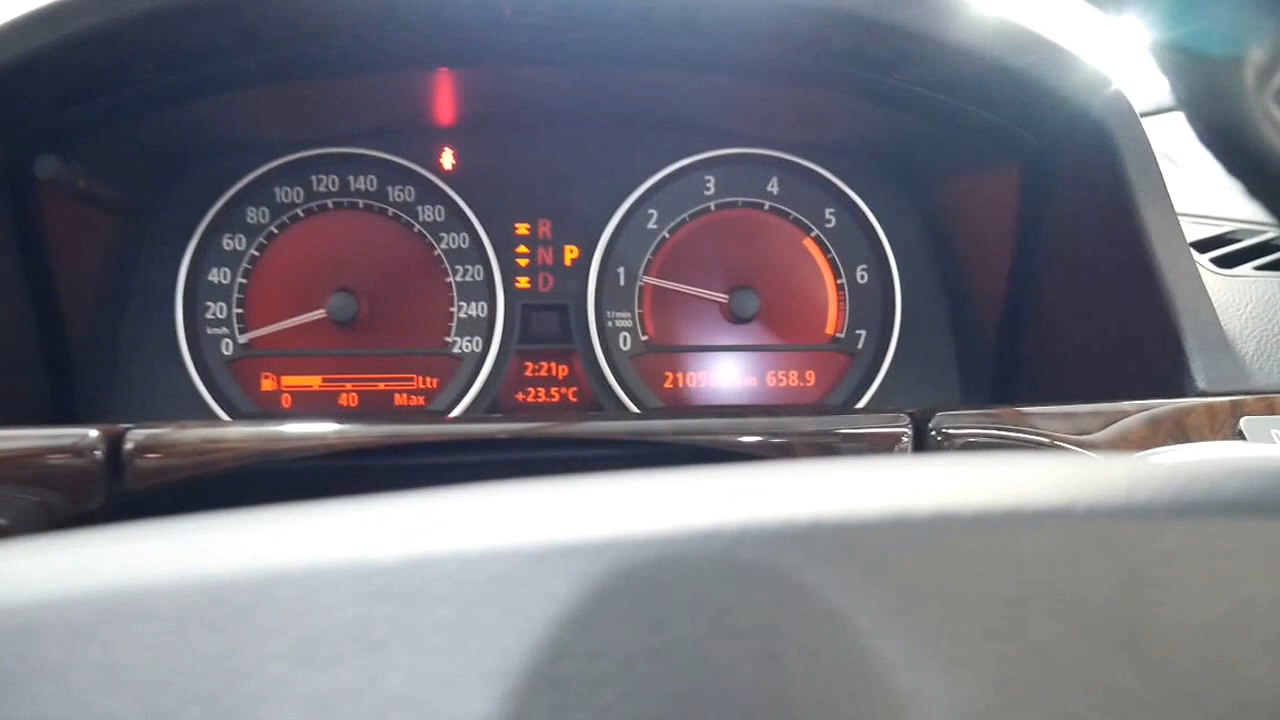 0 20 40 60 80 100 120 140 160 180 200 220 240 260
km/h
0 40 Max
Ltr
R
N P
D
2:21p
+23.5°C
0 1 2 3 4 5 6 7
1/min
x 1000
658.9